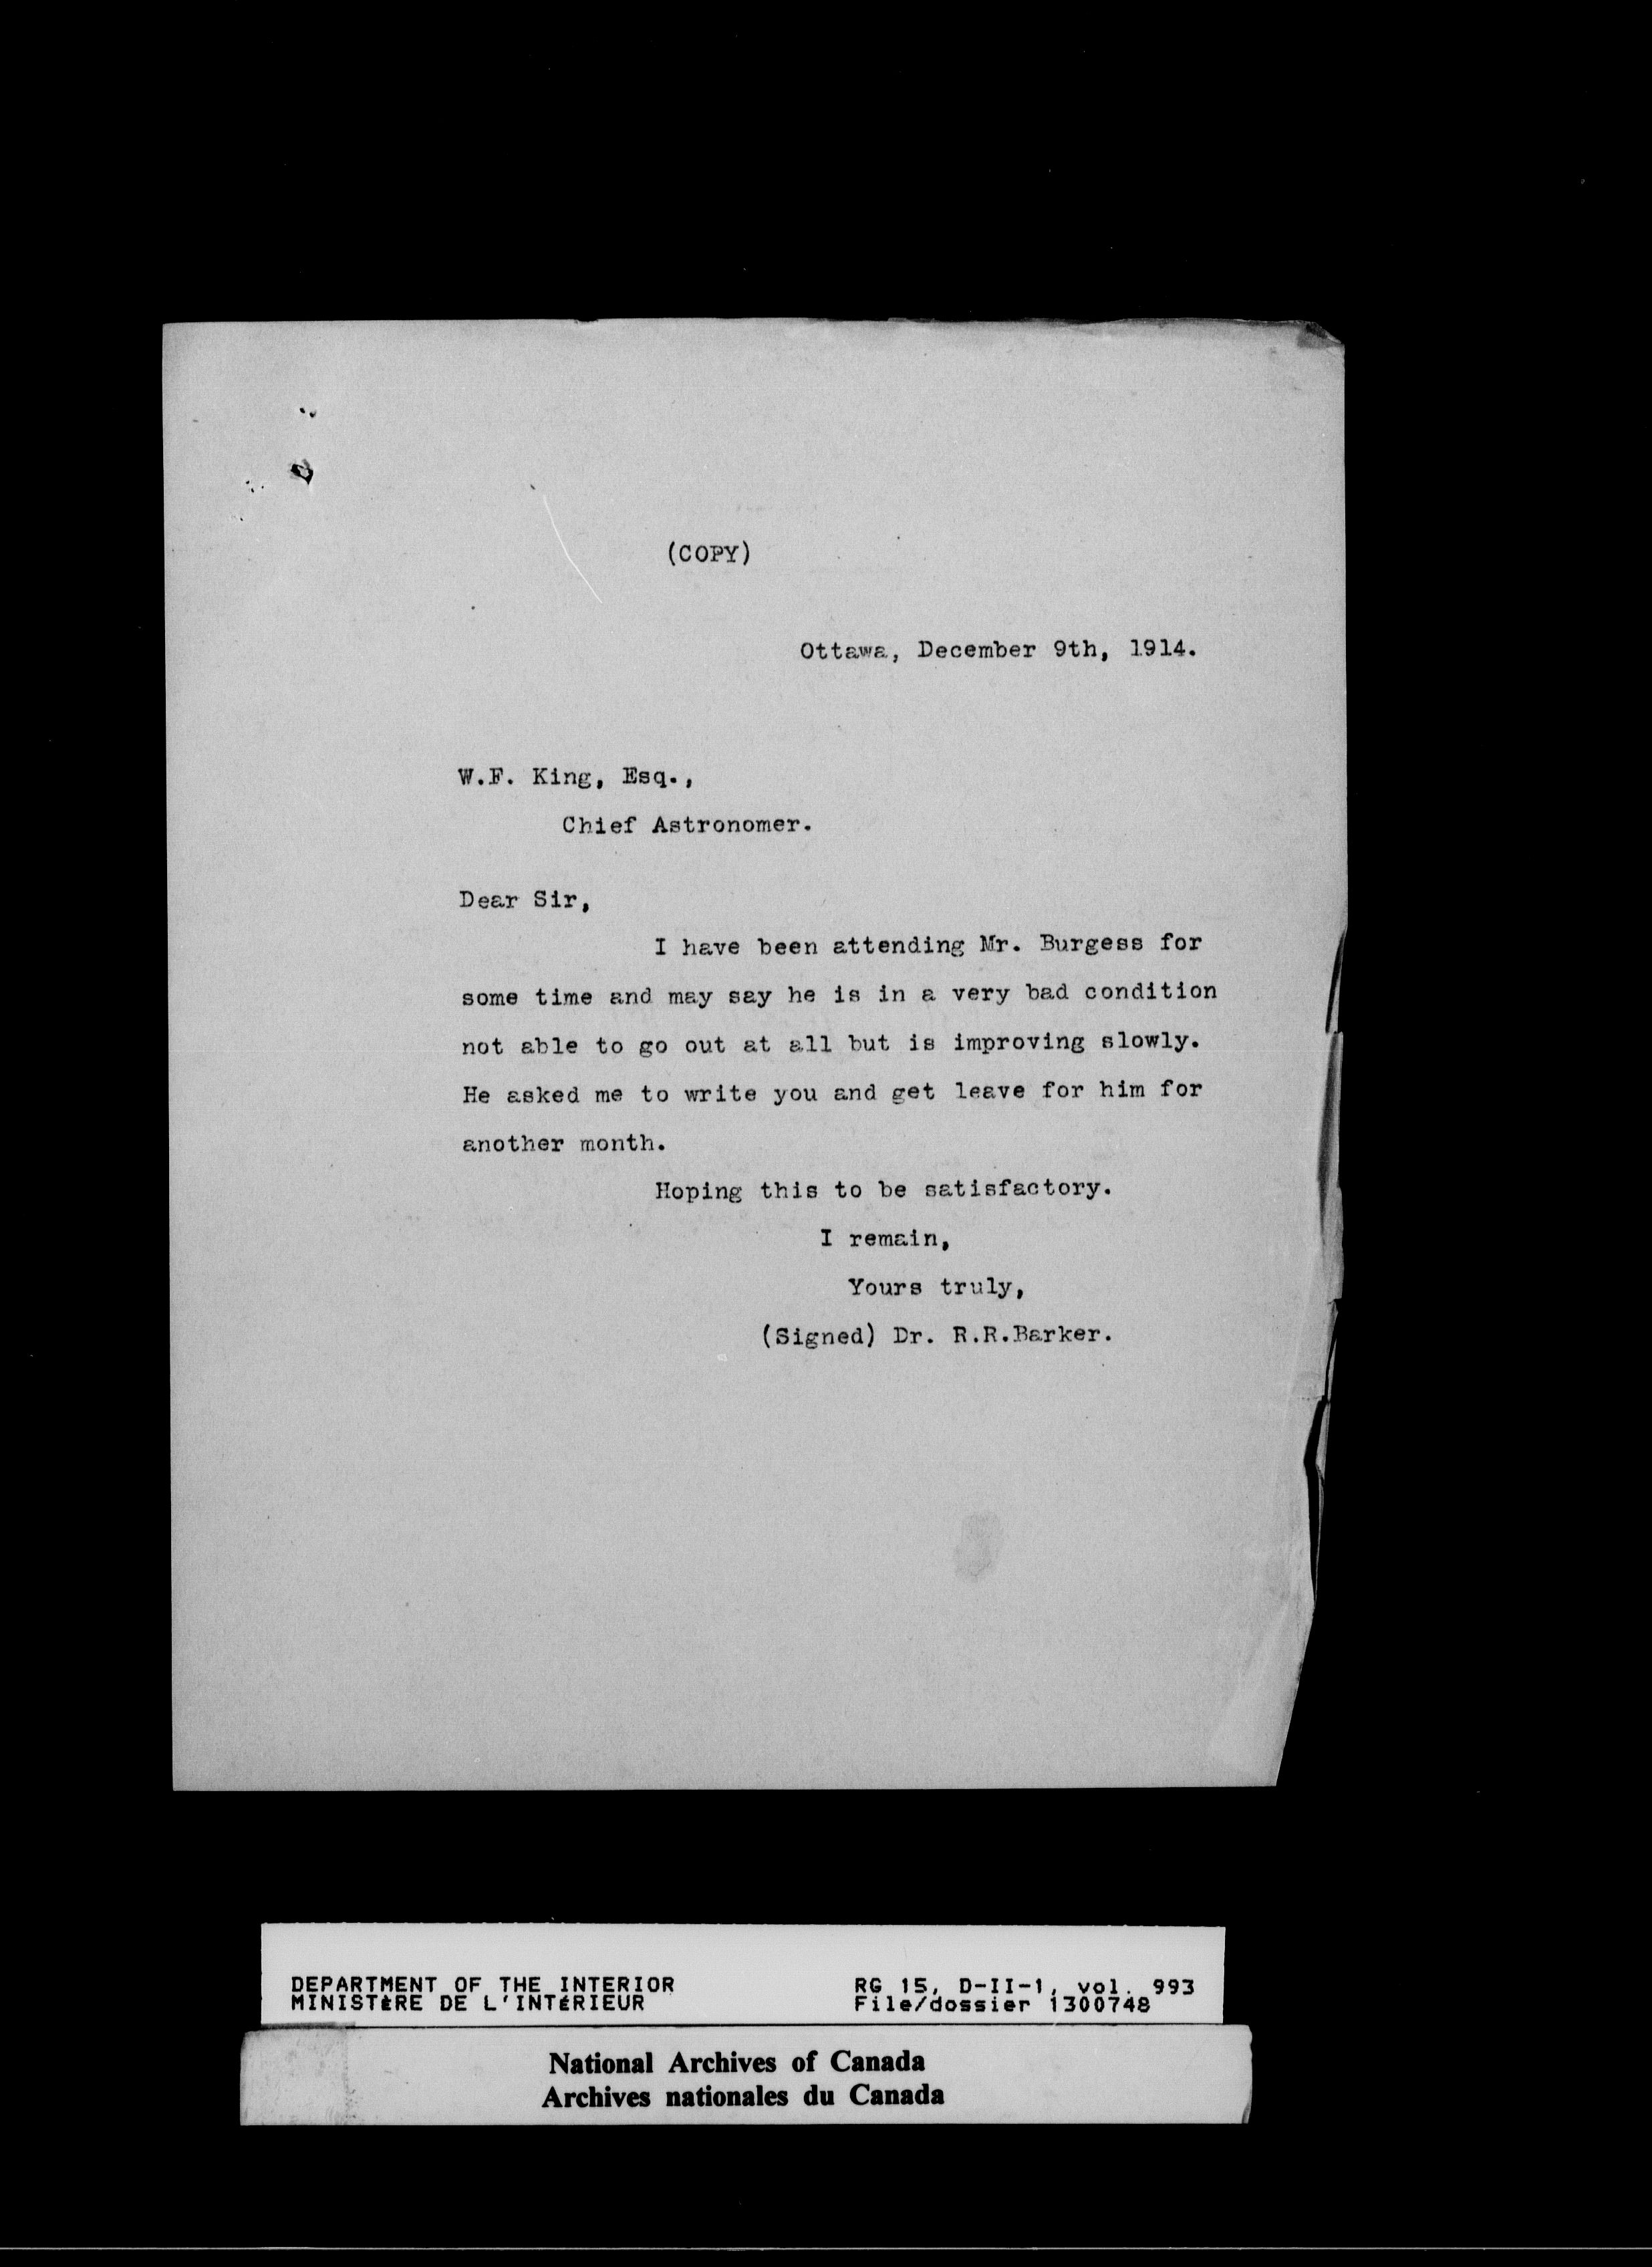 (COPY)
Ottawa, December 9th, 1914.
W.F. King, Esq.,
Chief Astronomer.
Dear Sir,
I have been attending Mr. Burgess for
some time and may say he is in a very bad condition
not able to go out at all but is improving slowly.
He asked me to write you and get leave for him for
another month.
Hoping this to be satisfactory.
I remain,
Yours truly,
(Signed) Dr. R.R.Barker.
DEPARTMENT OF THE INTERIOR RG 15, D-II-1, vol. 993
MINISTÈRE DE L'INTÉRIEUR File/dossier 1300748
National Archives of Canada
Archives nationales du Canada